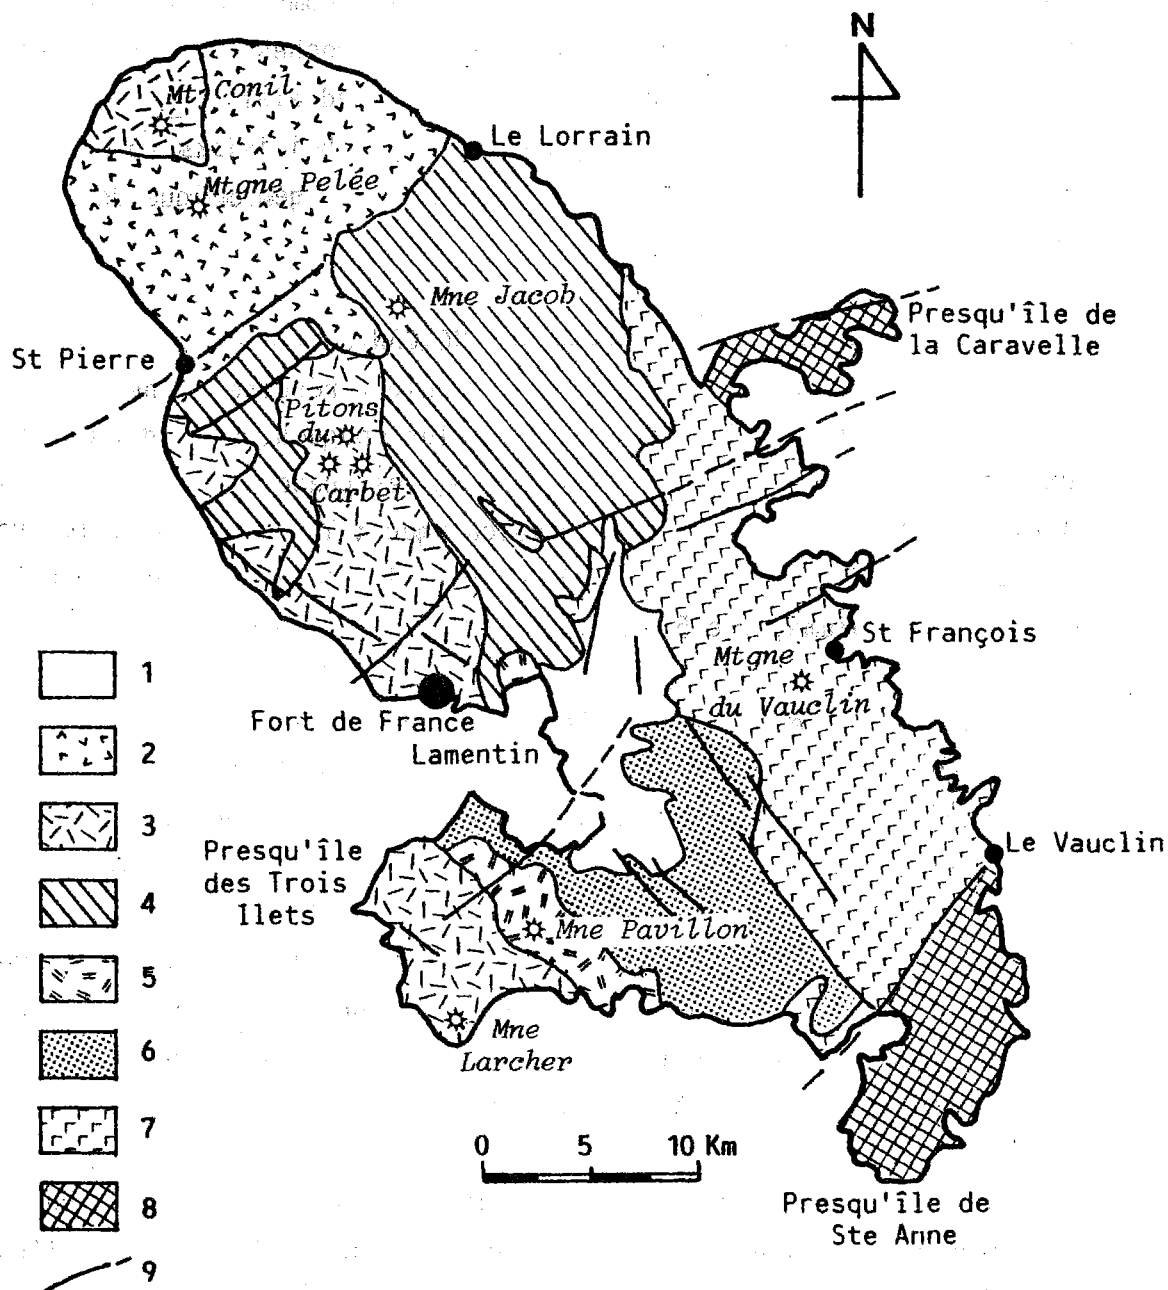 N
Mt Conil
Le Lorrain
Mtgne Pelée
Mne Jacob
Presqu'île de
la Caravelle
St Pierre
Pitons
du
Carbet
St François
Mtgne
du Vauclin
Fort de France
Lamentin
Le Vauclin
Presqu'île
des Trois
Ilets
Mne Pavillon
Mne
Larcher
0 5 10 Km
Presqu'île de
Ste Anne
1
2
3
4
5
6
7
8
9